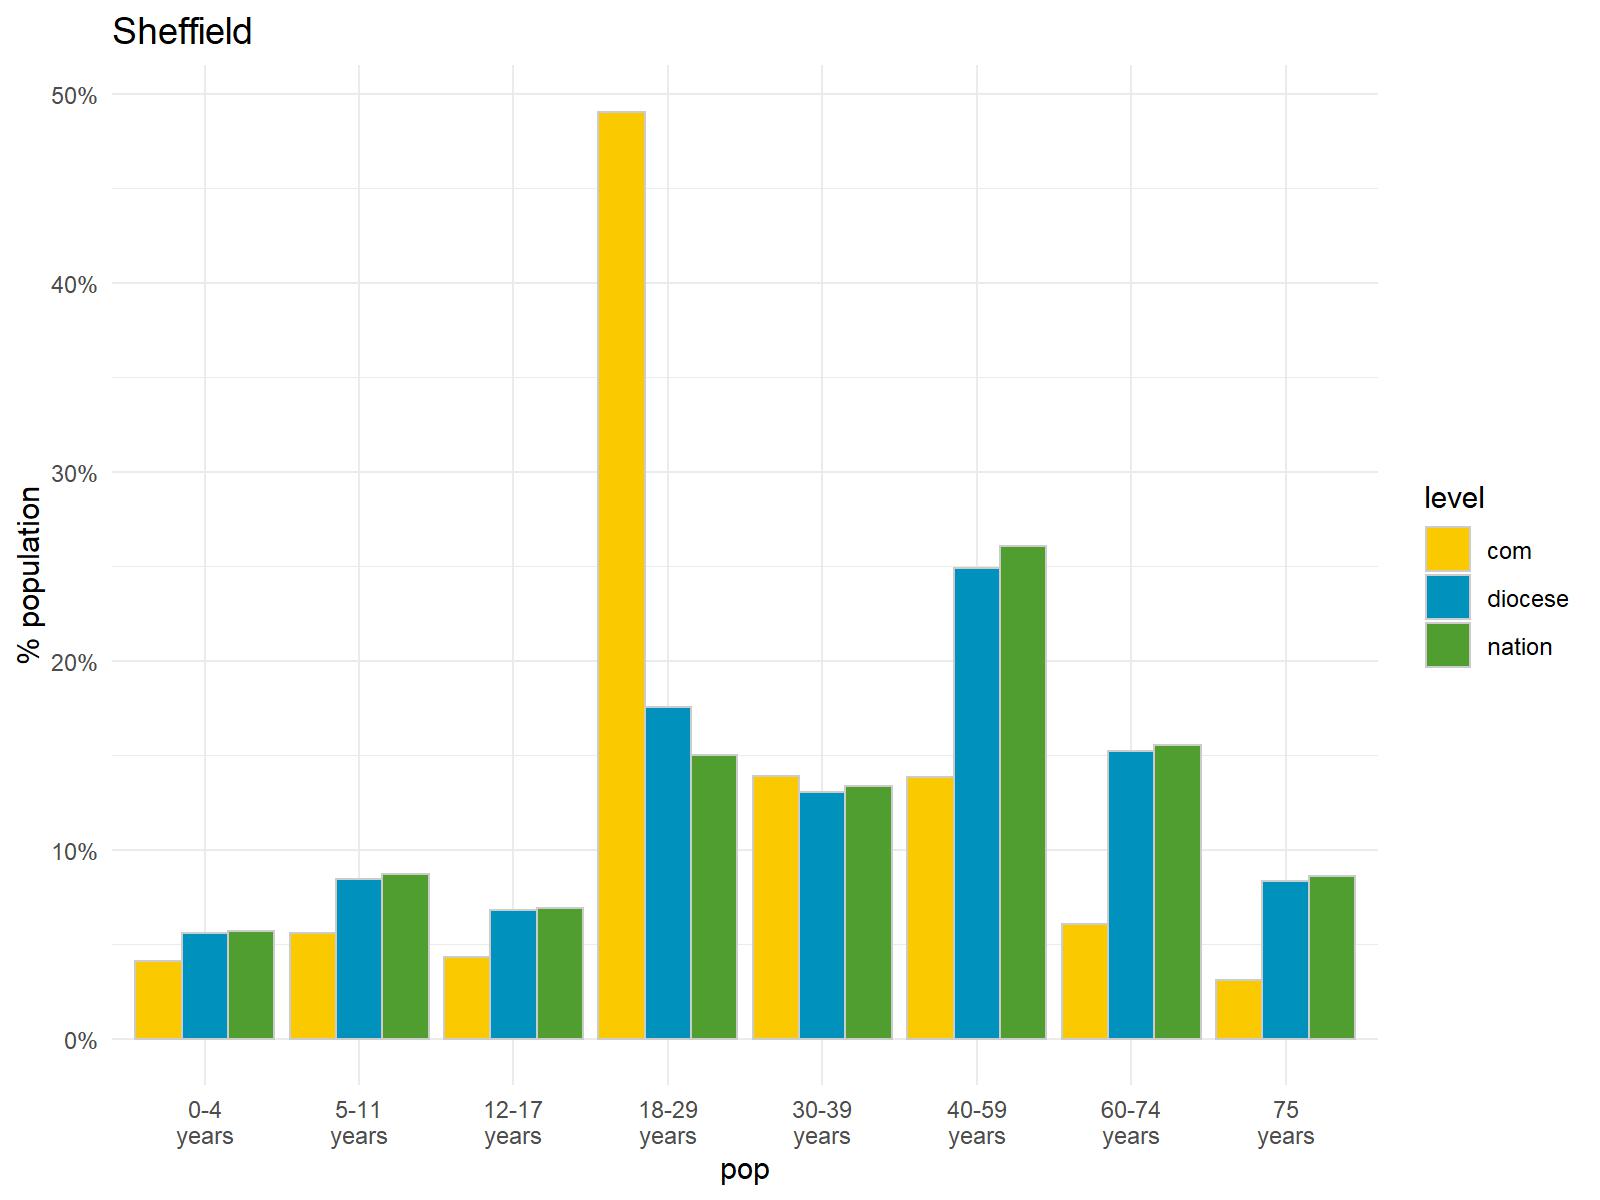 Sheffield
50%
40%
30%
20%
10%
0%
% population
0-4
years
5-11
years
12-17
years
18-29
years
30-39
years
40-59
years
60-74
years
75
years
pop
level
com
diocese
nation